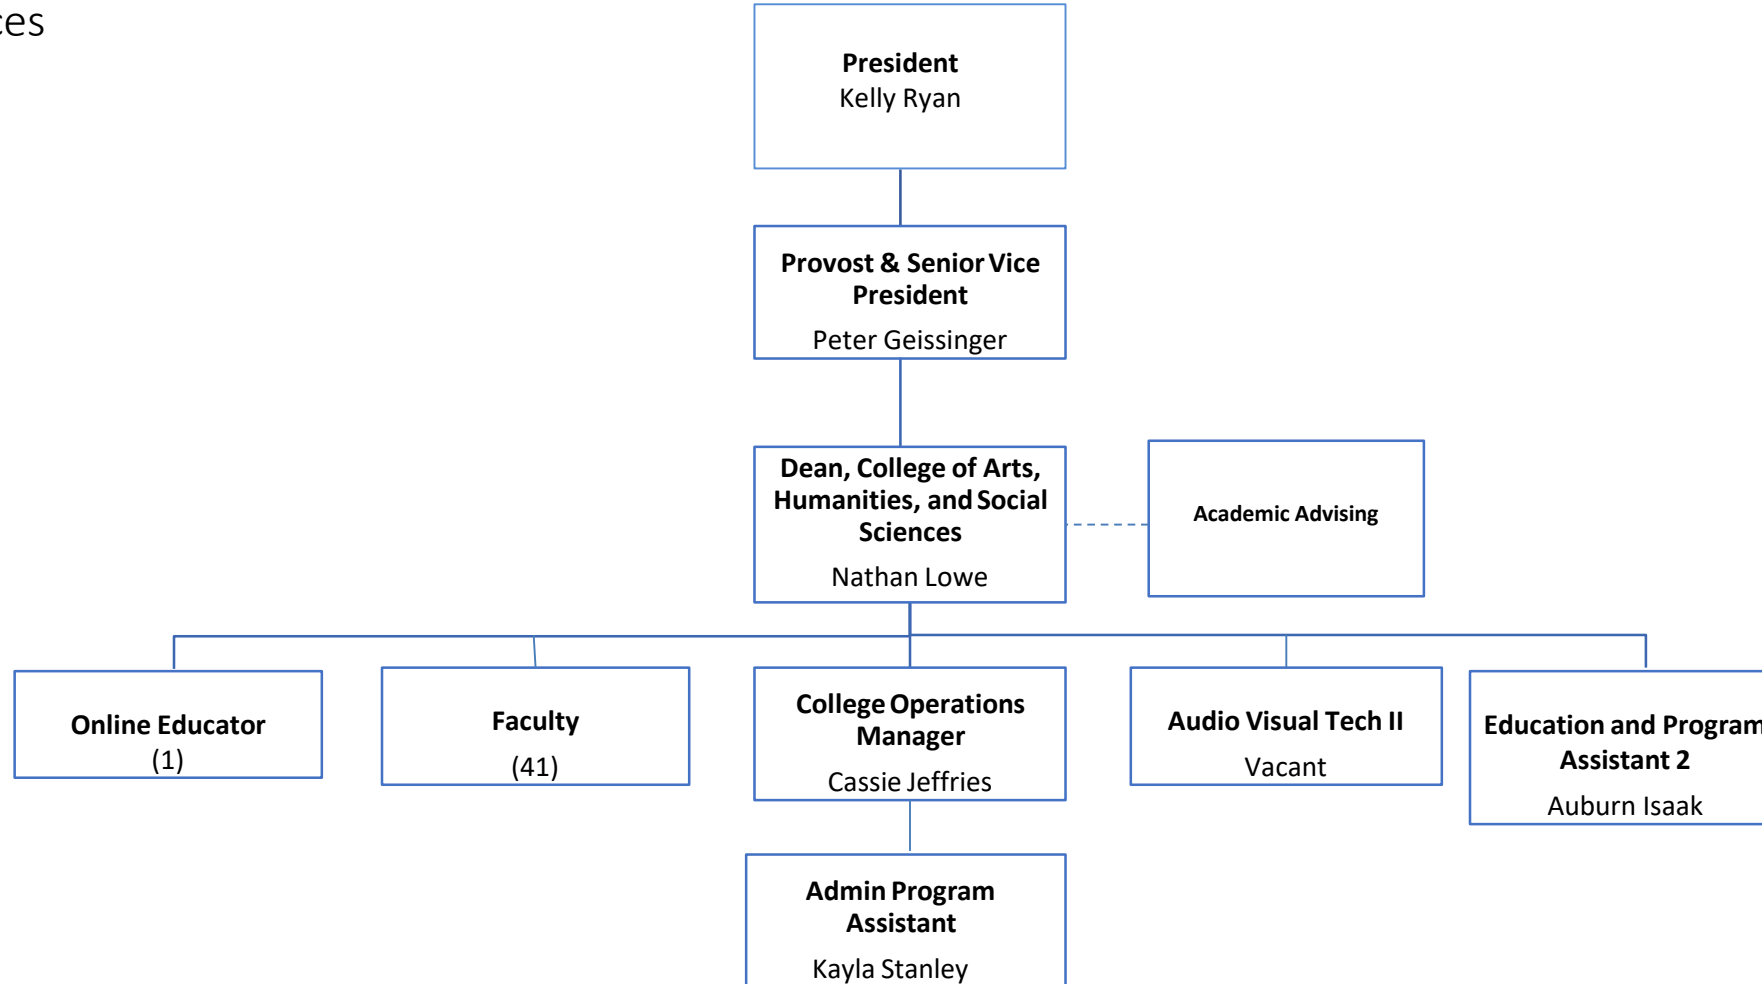 President
Kelly Ryan
Provost & Senior Vice
President
Peter Geissinger
Dean, College of Arts,
Humanities, and Social
Sciences
Nathan Lowe
Academic Advising
Online Educator
(1)
Faculty
(41)
College Operations
Manager
Cassie Jeffries
Audio Visual Tech II
Vacant
Education and Program
Assistant 2
Auburn Isaak
Admin Program
Assistant
Kayla Stanley